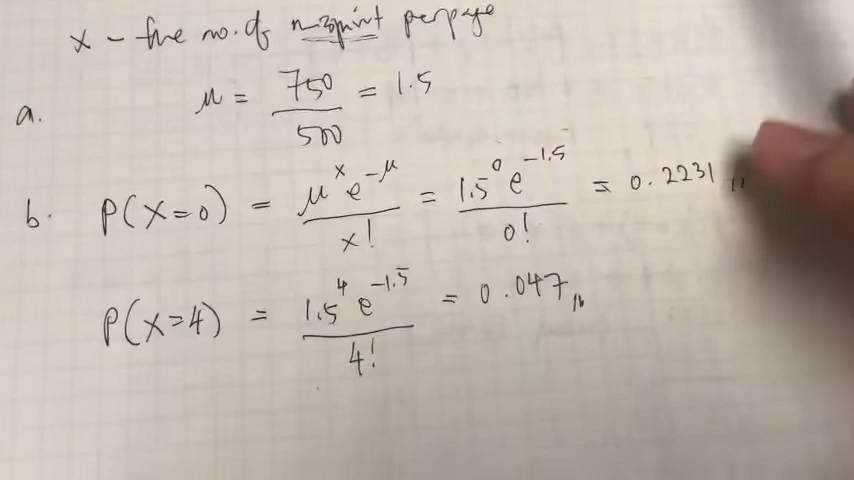 x - the no. of misprint per page
a. μ = 750/500 = 1.5
b. P(X=0) = μ^x e^-μ / x! = 1.5^0 e^-1.5 / 0! = 0.2231 //
P(X=4) = 1.5^4 e^-1.5 / 4! = 0.047 //